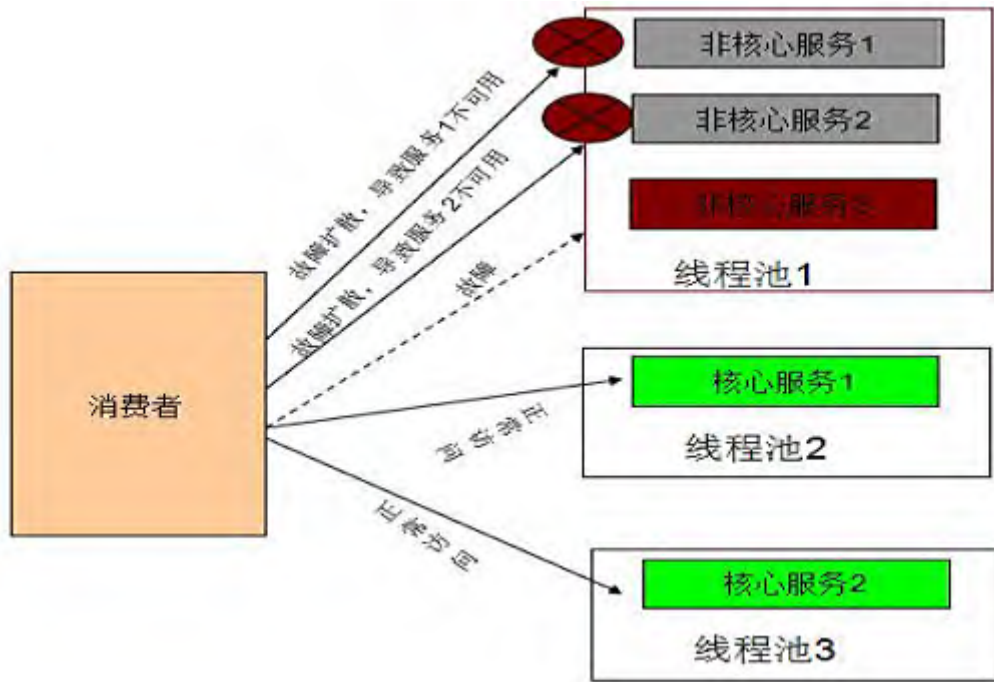 非核心服务1
非核心服务2
非核心服务3
线程池1
故障扩散，导致服务1不可用
故障扩散，导致服务2不可用
故障
消费者
核心服务1
线程池2
正常访问
正常访问
核心服务2
线程池3